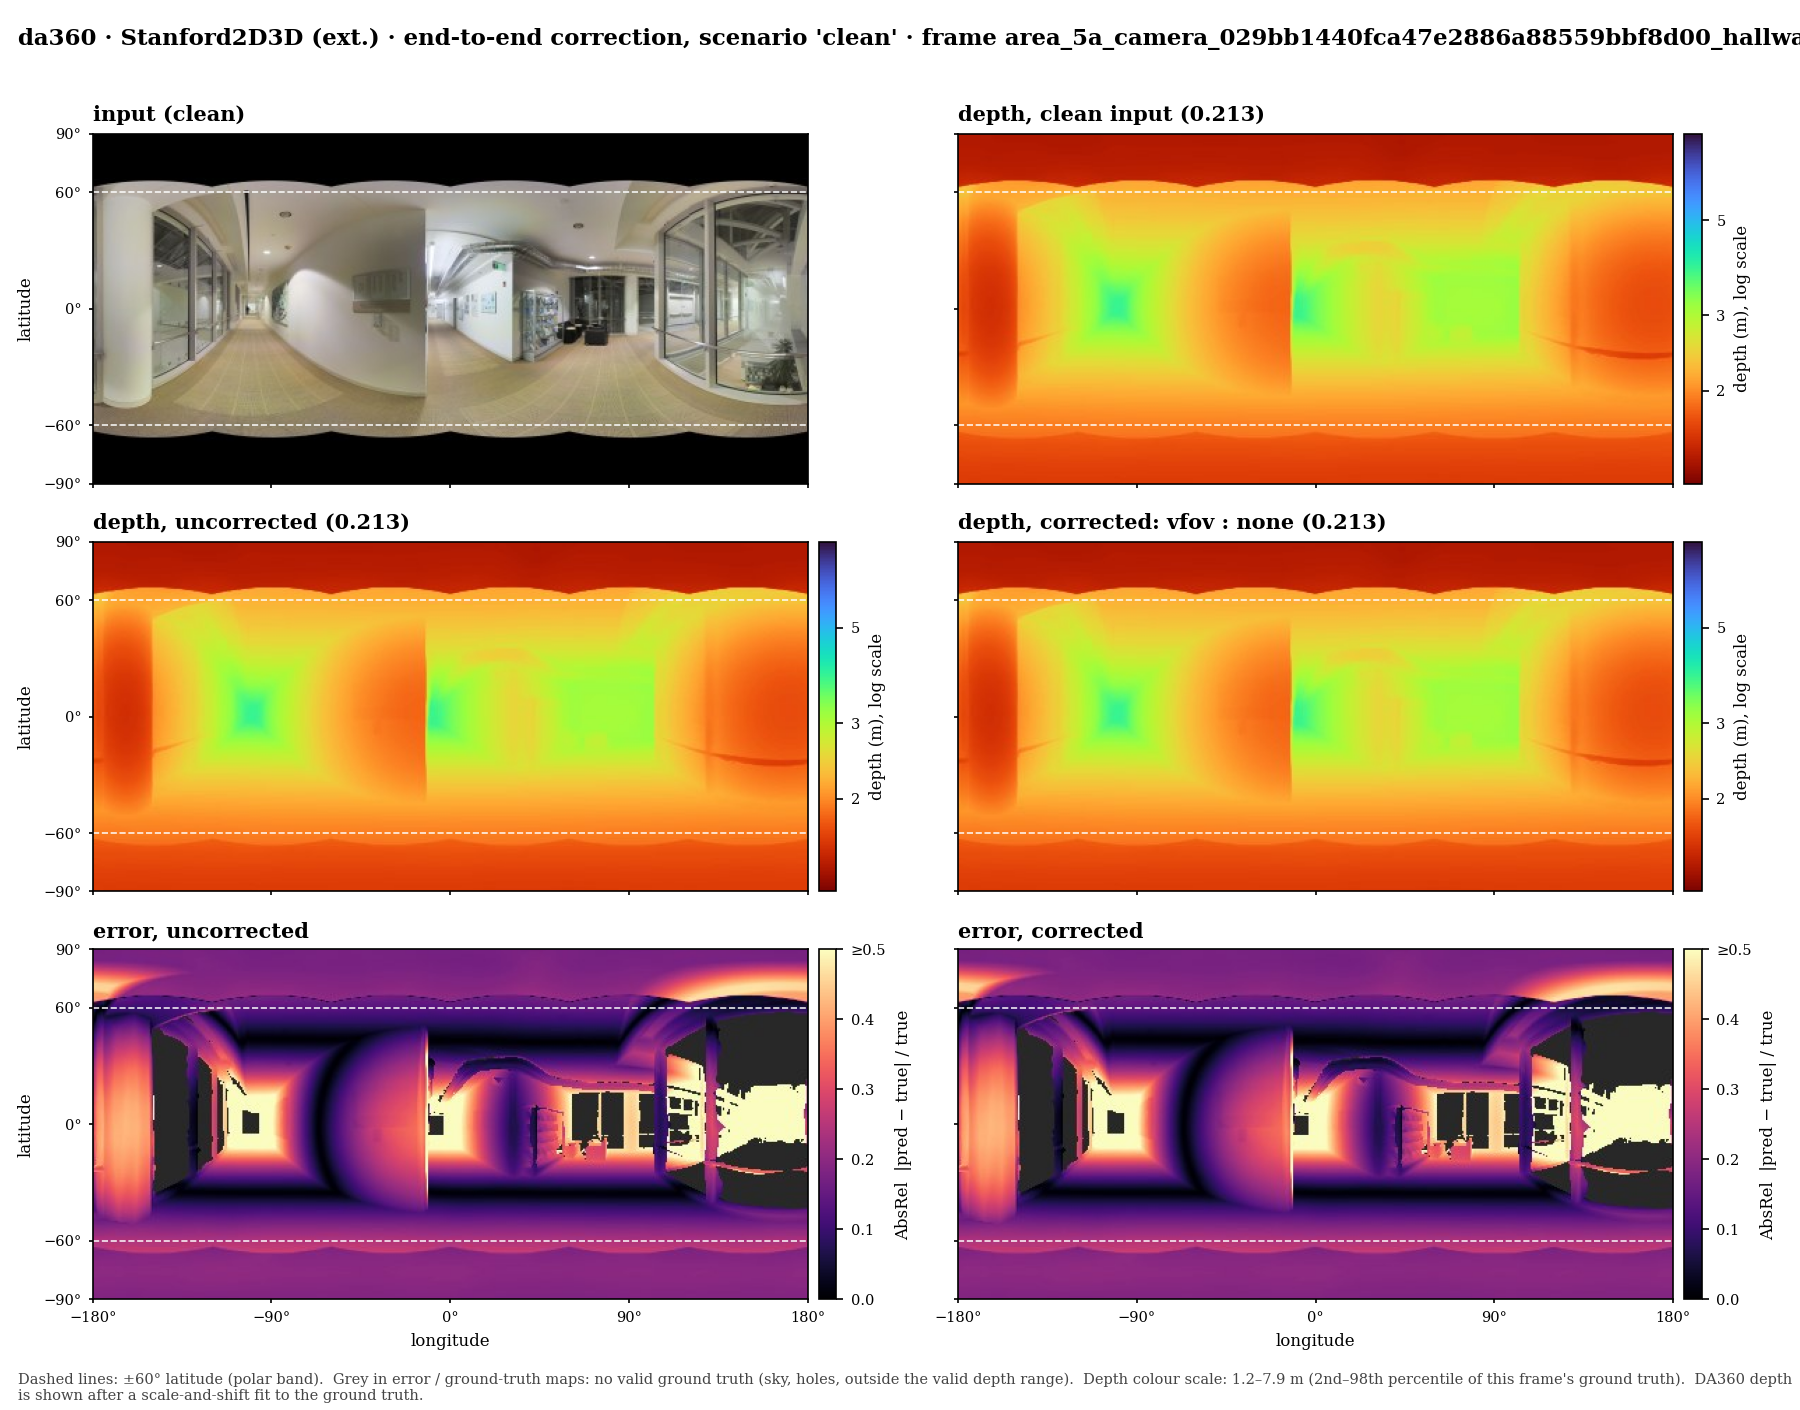 da360 · Stanford2D3D (ext.) · end-to-end correction, scenario 'clean' · frame area_5a_camera_029bb1440fca47e2886a88559bbf8d00_hallwa
input (clean)
depth, clean input (0.213)
90°
60°
0°
−60°
−90°
latitude
5
3
2
depth (m), log scale
depth, uncorrected (0.213)
depth, corrected: vfov : none (0.213)
90°
60°
0°
−60°
−90°
latitude
5
3
2
depth (m), log scale
5
3
2
depth (m), log scale
error, uncorrected
error, corrected
90°
60°
0°
−60°
−90°
latitude
≥0.5
0.4
0.3
0.2
0.1
0.0
AbsRel |pred − true| / true
≥0.5
0.4
0.3
0.2
0.1
0.0
AbsRel |pred − true| / true
−180°
−90°
0°
90°
180°
longitude
−180°
−90°
0°
90°
180°
longitude
Dashed lines: ±60° latitude (polar band). Grey in error / ground-truth maps: no valid ground truth (sky, holes, outside the valid depth range). Depth colour scale: 1.2–7.9 m (2nd–98th percentile of this frame's ground truth). DA360 depth
is shown after a scale-and-shift fit to the ground truth.